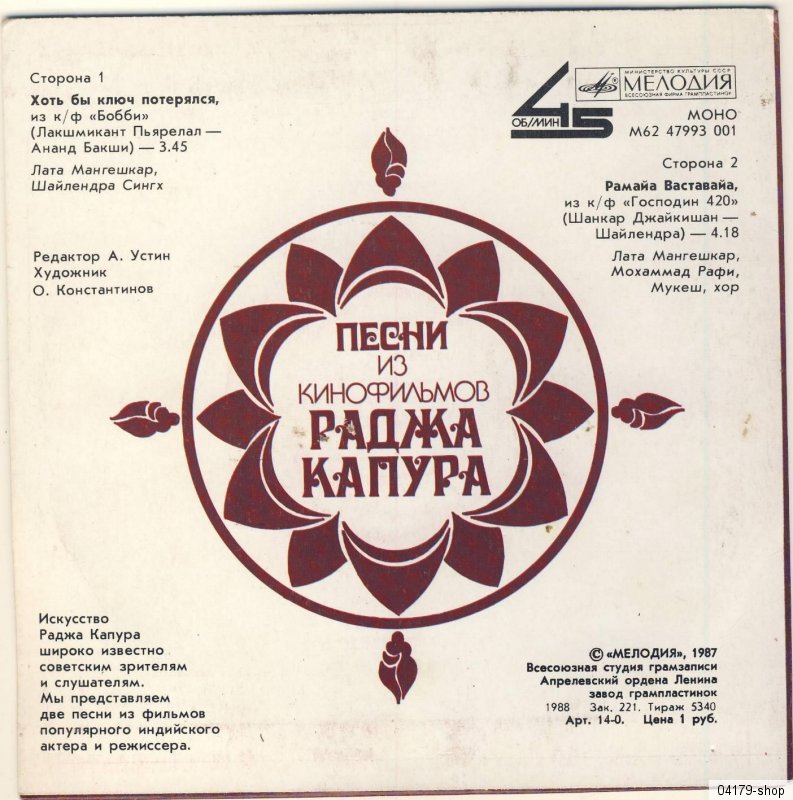 Сторона 1
Хоть бы ключ потерялся,
из к/ф «Бобби»
(Лакшмикант Пьярелал —
Ананд Бакши) — 3.45
Лата Мангешкар,
Шайлендра Сингх
Редактор А. Устин
Художник
О. Константинов
45
ОБ/МИН
МИНИСТЕРСТВО КУЛЬТУРЫ СССР
МЕЛОДИЯ
ВСЕСОЮЗНАЯ ФИРМА ГРАМПЛАСТИНОК
МОНО
М62 47993 001
Сторона 2
Рамайа Ваставайа,
из к/ф «Господин 420»
(Шанкар Джайкишан —
Шайлендра) — 4.18
Лата Мангешкар,
Мохаммад Рафи,
Мукеш, хор
ПЕСНИ
ИЗ
КИНОФИЛЬМОВ
РАДЖА
КАПУРА
Искусство
Раджа Капура
широко известно
советским зрителям
и слушателям.
Мы представляем
две песни из фильмов
популярного индийского
актера и режиссера.
© «МЕЛОДИЯ», 1987
Всесоюзная студия грамзаписи
Апрелевский ордена Ленина
завод грампластинок
1988 Зак. 221. Тираж 5340
Арт. 14-0. Цена 1 руб.
04179-shop